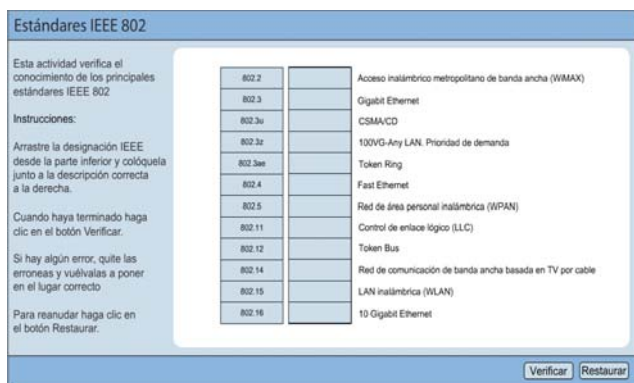 Estándares IEEE 802
Esta actividad verifica el
conocimiento de los principales
estándares IEEE 802
Instrucciones:
Arrastre la designación IEEE
desde la parte inferior y colóquela
junto a la descripción correcta
a la derecha.
Cuando haya terminado haga
clic en el botón Verificar.
Si hay algún error, quite las
erroneas y vuélvalas a poner
en el lugar correcto
Para reanudar haga clic en
el botón Restaurar.
802.2 Acceso inalámbrico metropolitano de banda ancha (WiMAX)
802.3 Gigabit Ethernet
802.3u CSMA/CD
802.3z 100VG-Any LAN. Prioridad de demanda
802.3ae Token Ring
802.4 Fast Ethernet
802.5 Red de área personal inalámbrica (WPAN)
802.11 Control de enlace lógico (LLC)
802.12 Token Bus
802.14 Red de comunicación de banda ancha basada en TV por cable
802.15 LAN inalámbrica (WLAN)
802.16 10 Gigabit Ethernet
Verificar Restaurar